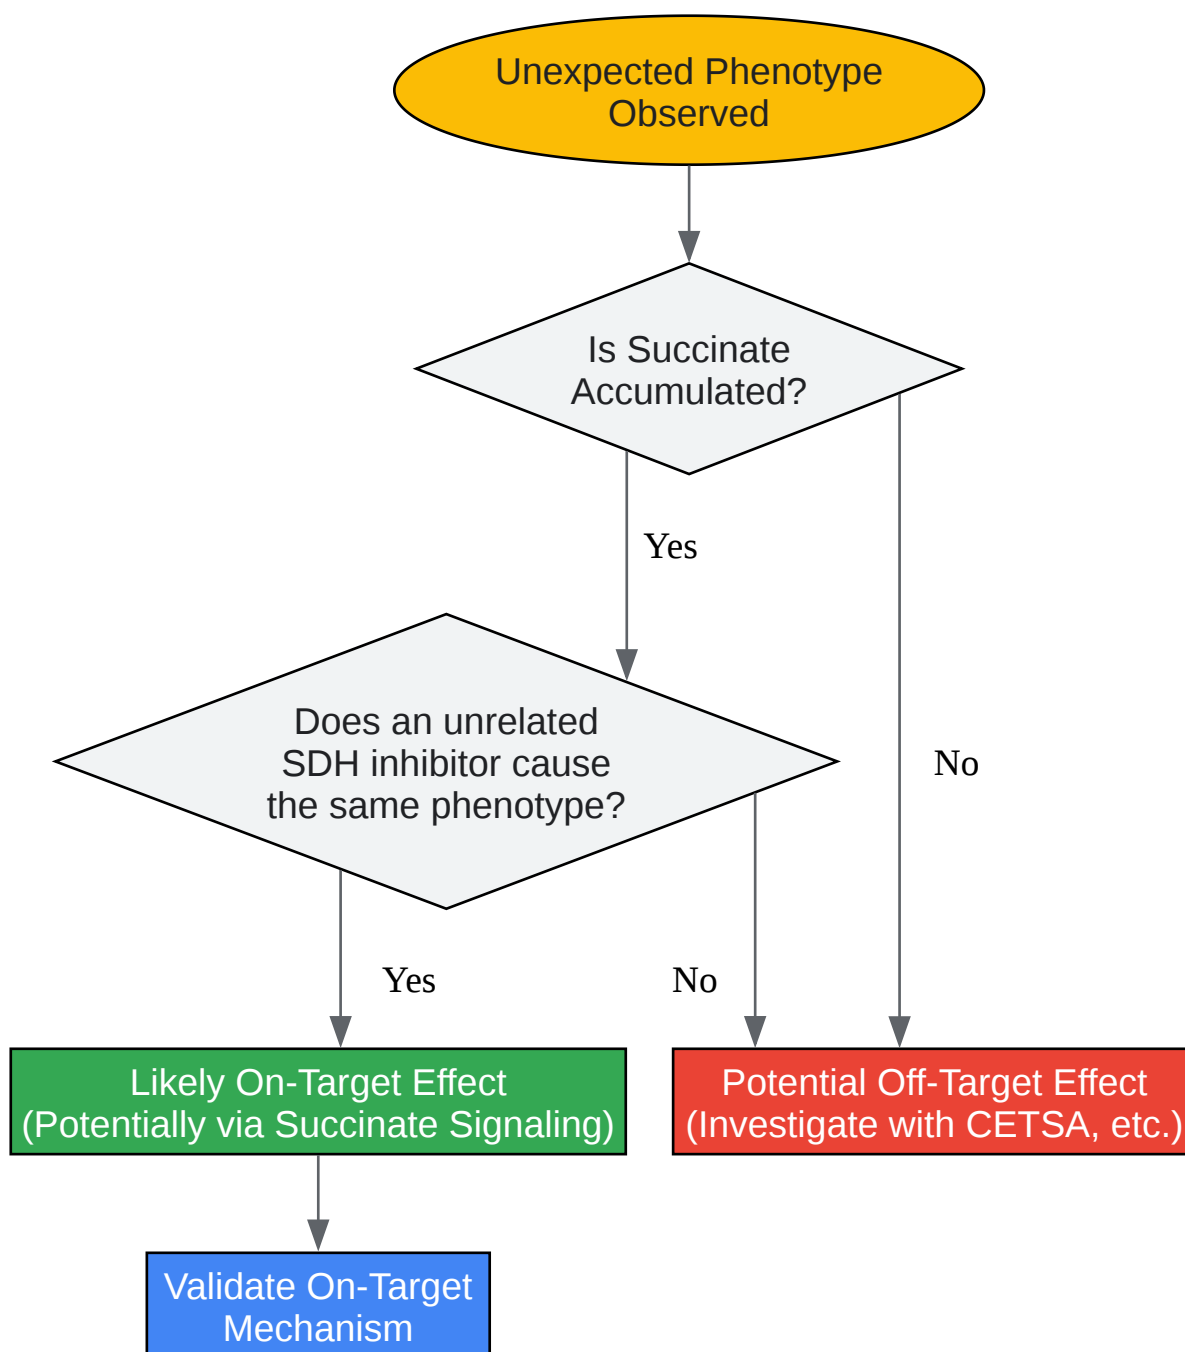 Unexpected Phenotype
Observed
Is Succinate
Accumulated?
Yes
Does an unrelated
SDH inhibitor cause
the same phenotype?
No
Yes
No
Likely On-Target Effect
(Potentially via Succinate Signaling)
Potential Off-Target Effect
(Investigate with CETSA, etc.)
Validate On-Target
Mechanism